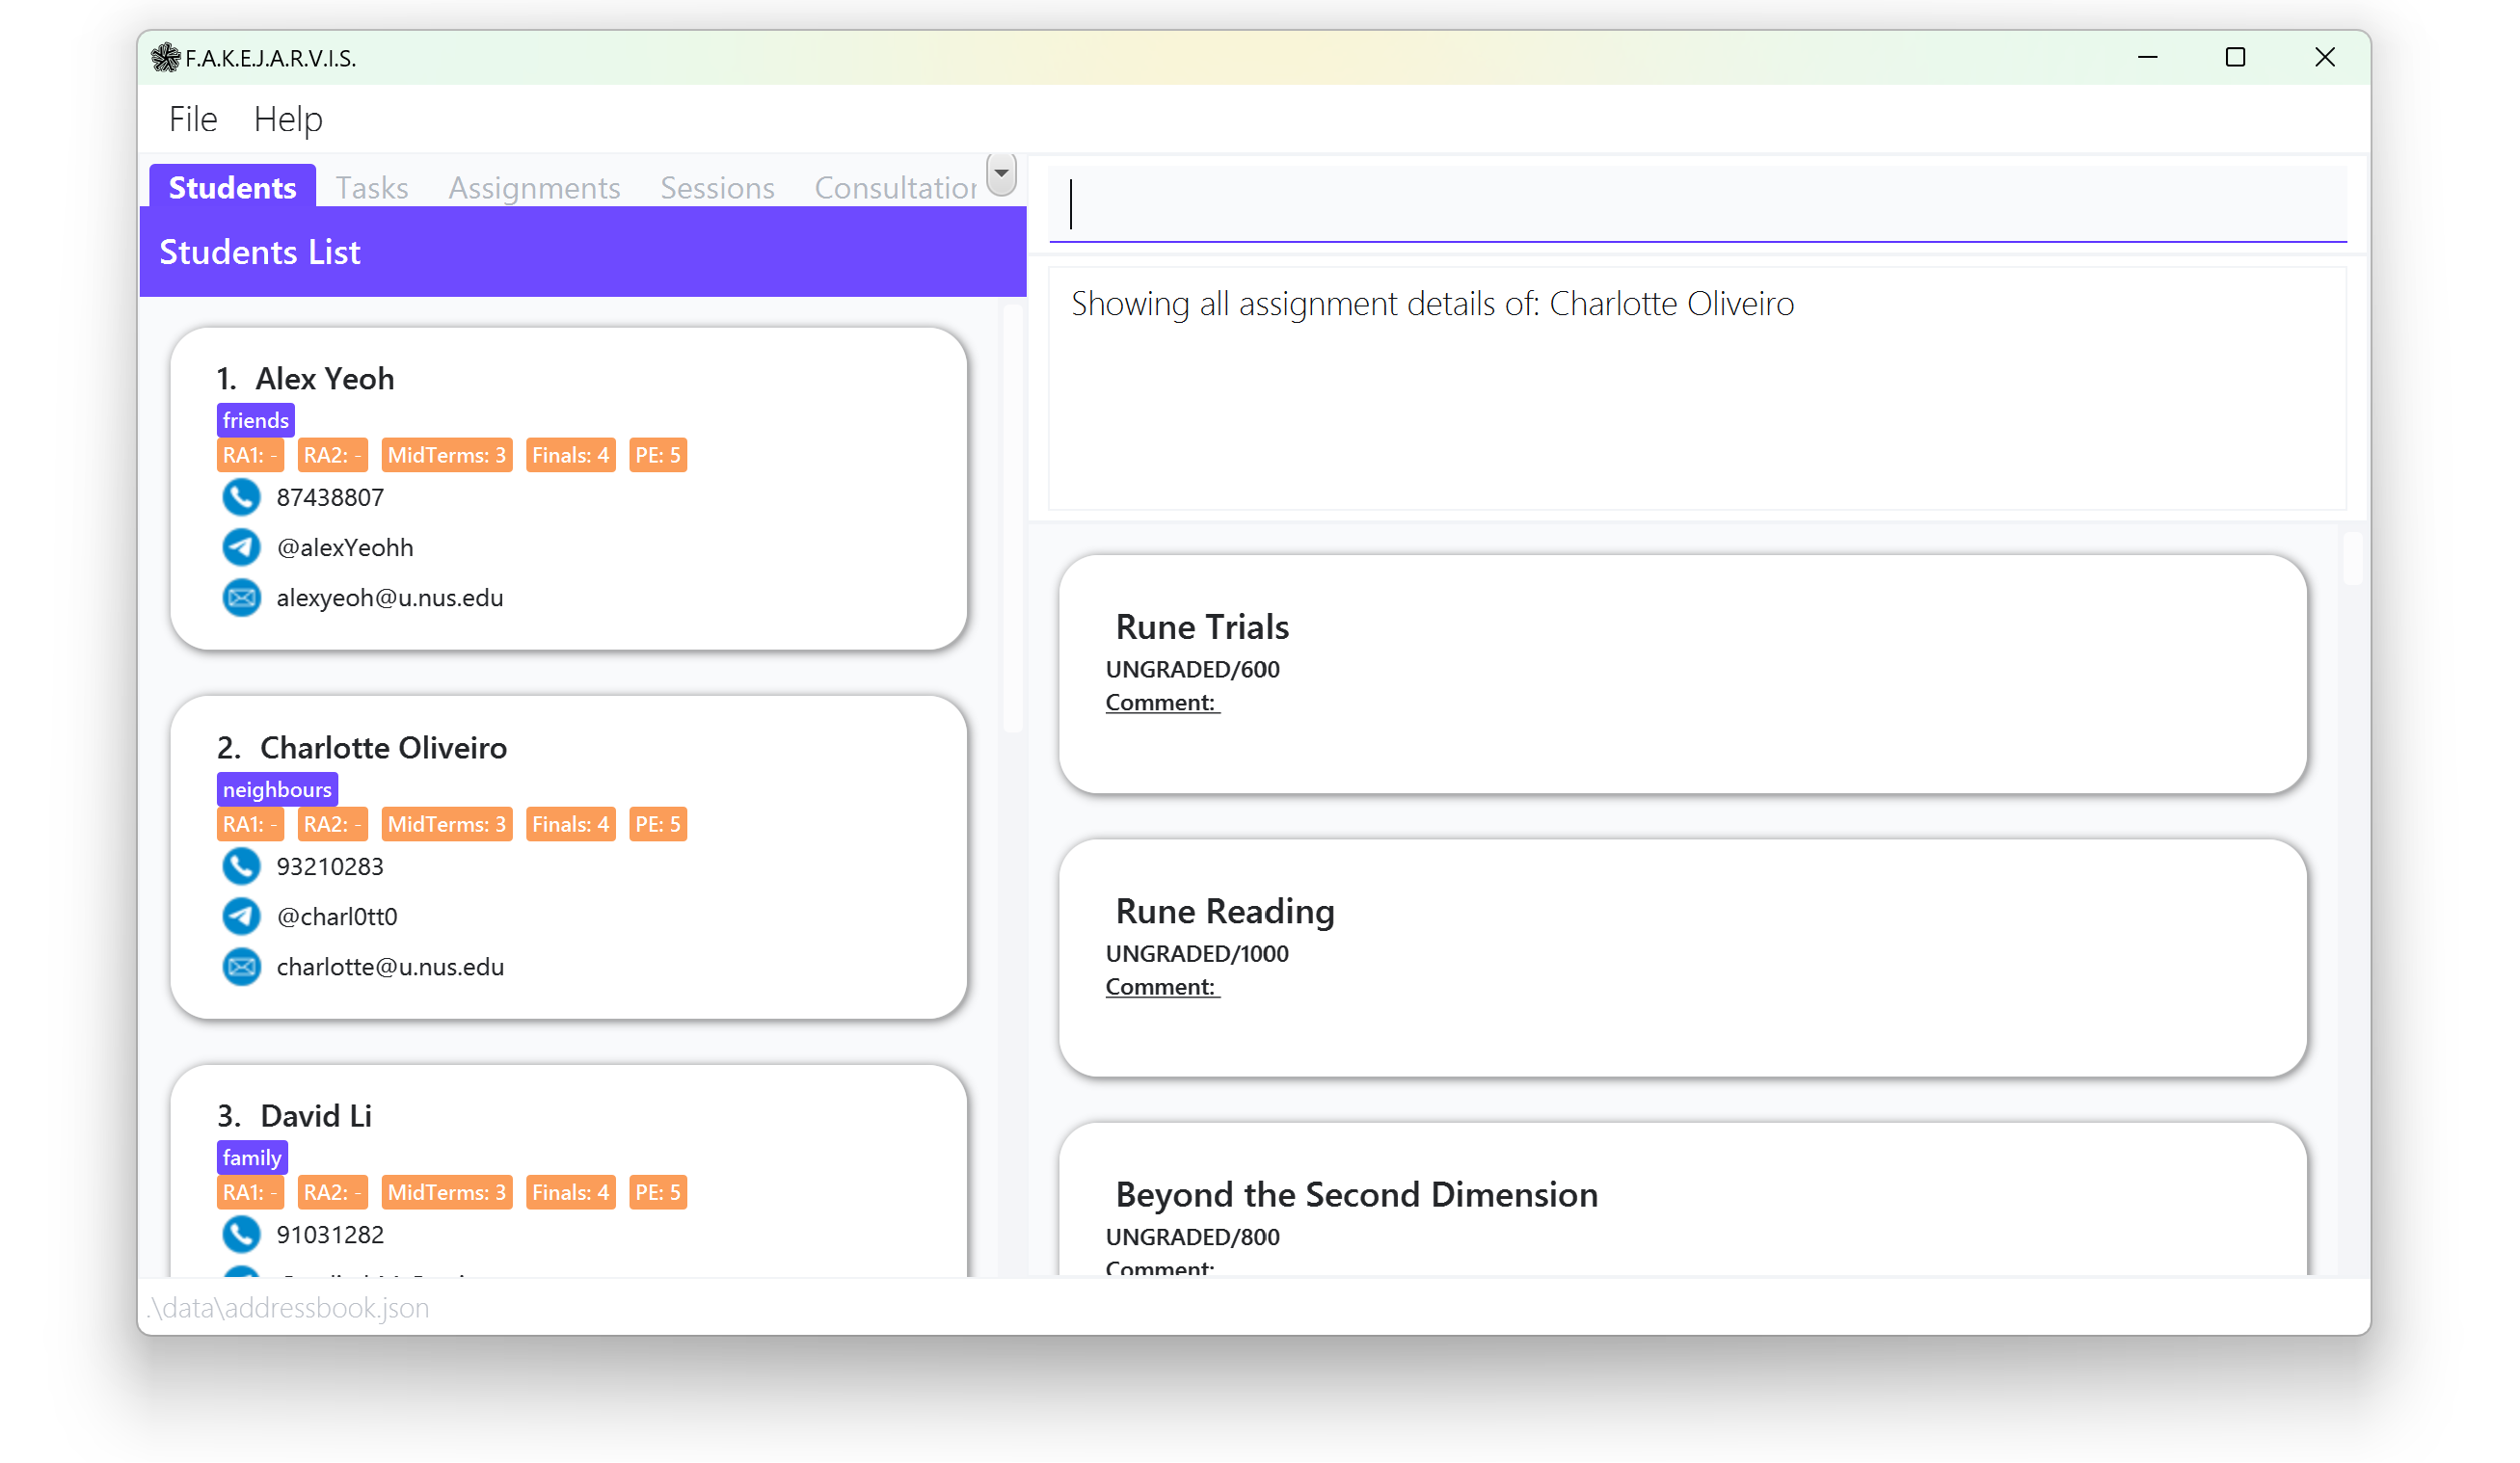 F.A.K.E.J.A.R.V.I.S.
File Help
Students Tasks Assignments Sessions
Students List
1. Alex Yeoh
friends
RA1: - RA2: - MidTerms: 3 Finals: 4 PE: 5
87438807
@alexYeohh
alexyeoh@u.nus.edu
2. Charlotte Oliveiro
neighbours
RA1: - RA2: - MidTerms: 3 Finals: 4 PE: 5
93210283
@charl0tt0
charlotte@u.nus.edu
3. David Li
family
RA1: - RA2: - MidTerms: 3 Finals: 4 PE: 5
91031282
Showing all assignment details of: Charlotte Oliveiro
Rune Trials
UNGRADED/600
Comment:
Rune Reading
UNGRADED/1000
Comment:
Beyond the Second Dimension
UNGRADED/800
Comment:
.\data\addressbook.json